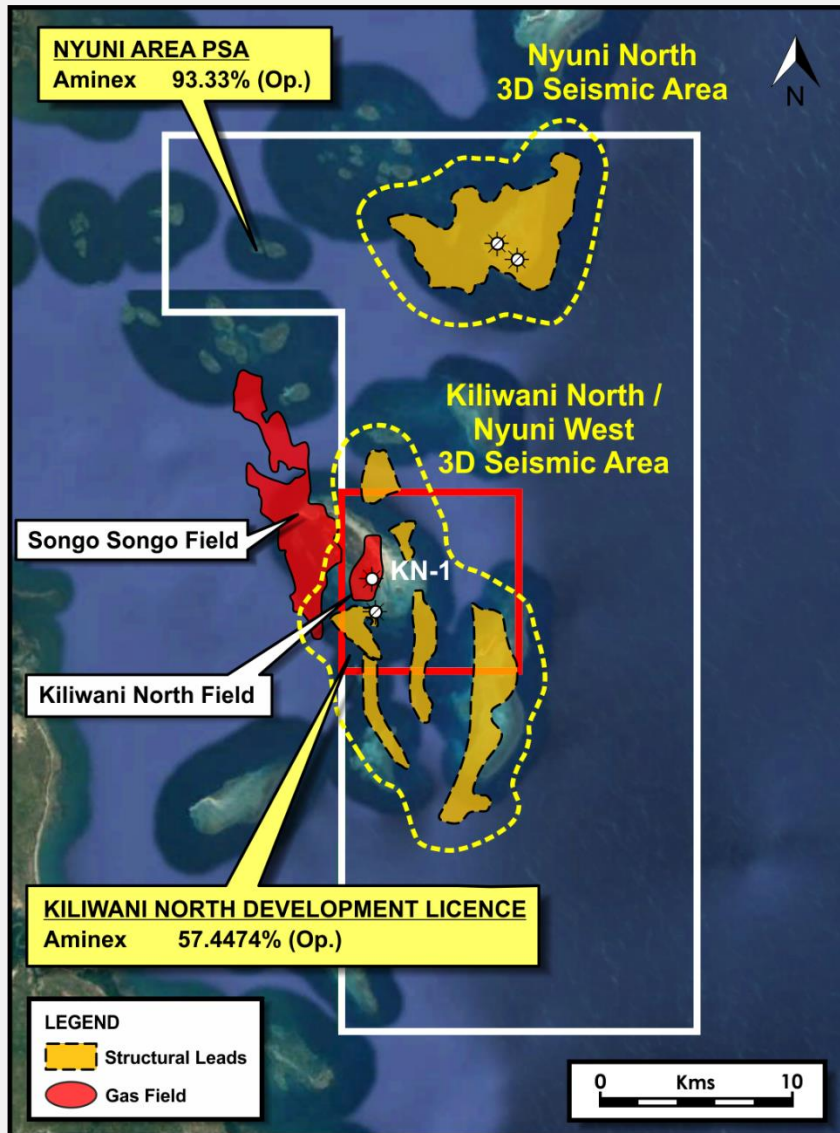 NYUNI AREA PSA
Aminex 93.33% (Op.)
Nyuni North
3D Seismic Area
N
Kiliwani North /
Nyuni West
3D Seismic Area
Songo Songo Field
KN-1
Kiliwani North Field
KILIWANI NORTH DEVELOPMENT LICENCE
Aminex 57.4474% (Op.)
LEGEND
Structural Leads
Gas Field
0 Kms 10